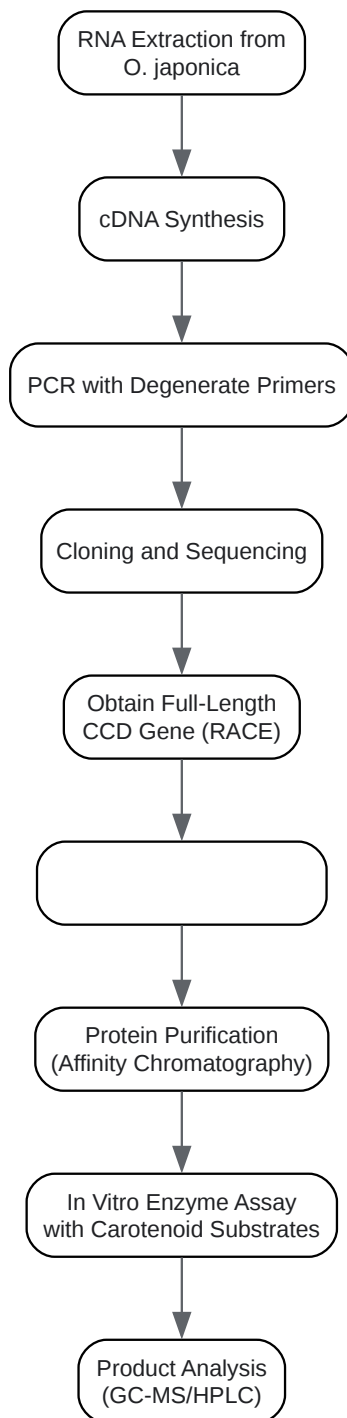 RNA Extraction from
O. japonica
cDNA Synthesis
PCR with Degenerate Primers
Cloning and Sequencing
Obtain Full-Length
CCD Gene (RACE)
Protein Purification
(Affinity Chromatography)
In Vitro Enzyme Assay
with Carotenoid Substrates
Product Analysis
(GC-MS/HPLC)